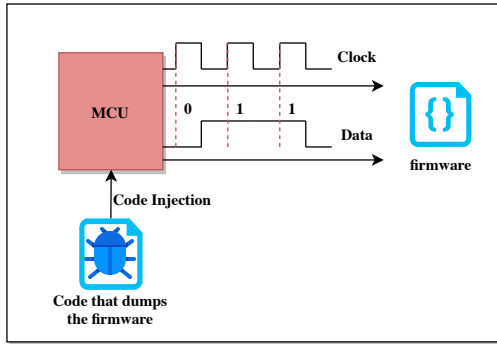 Clock
MCU
0 1 1
Data
{}
firmware
Code Injection
Code that dumps
the firmware